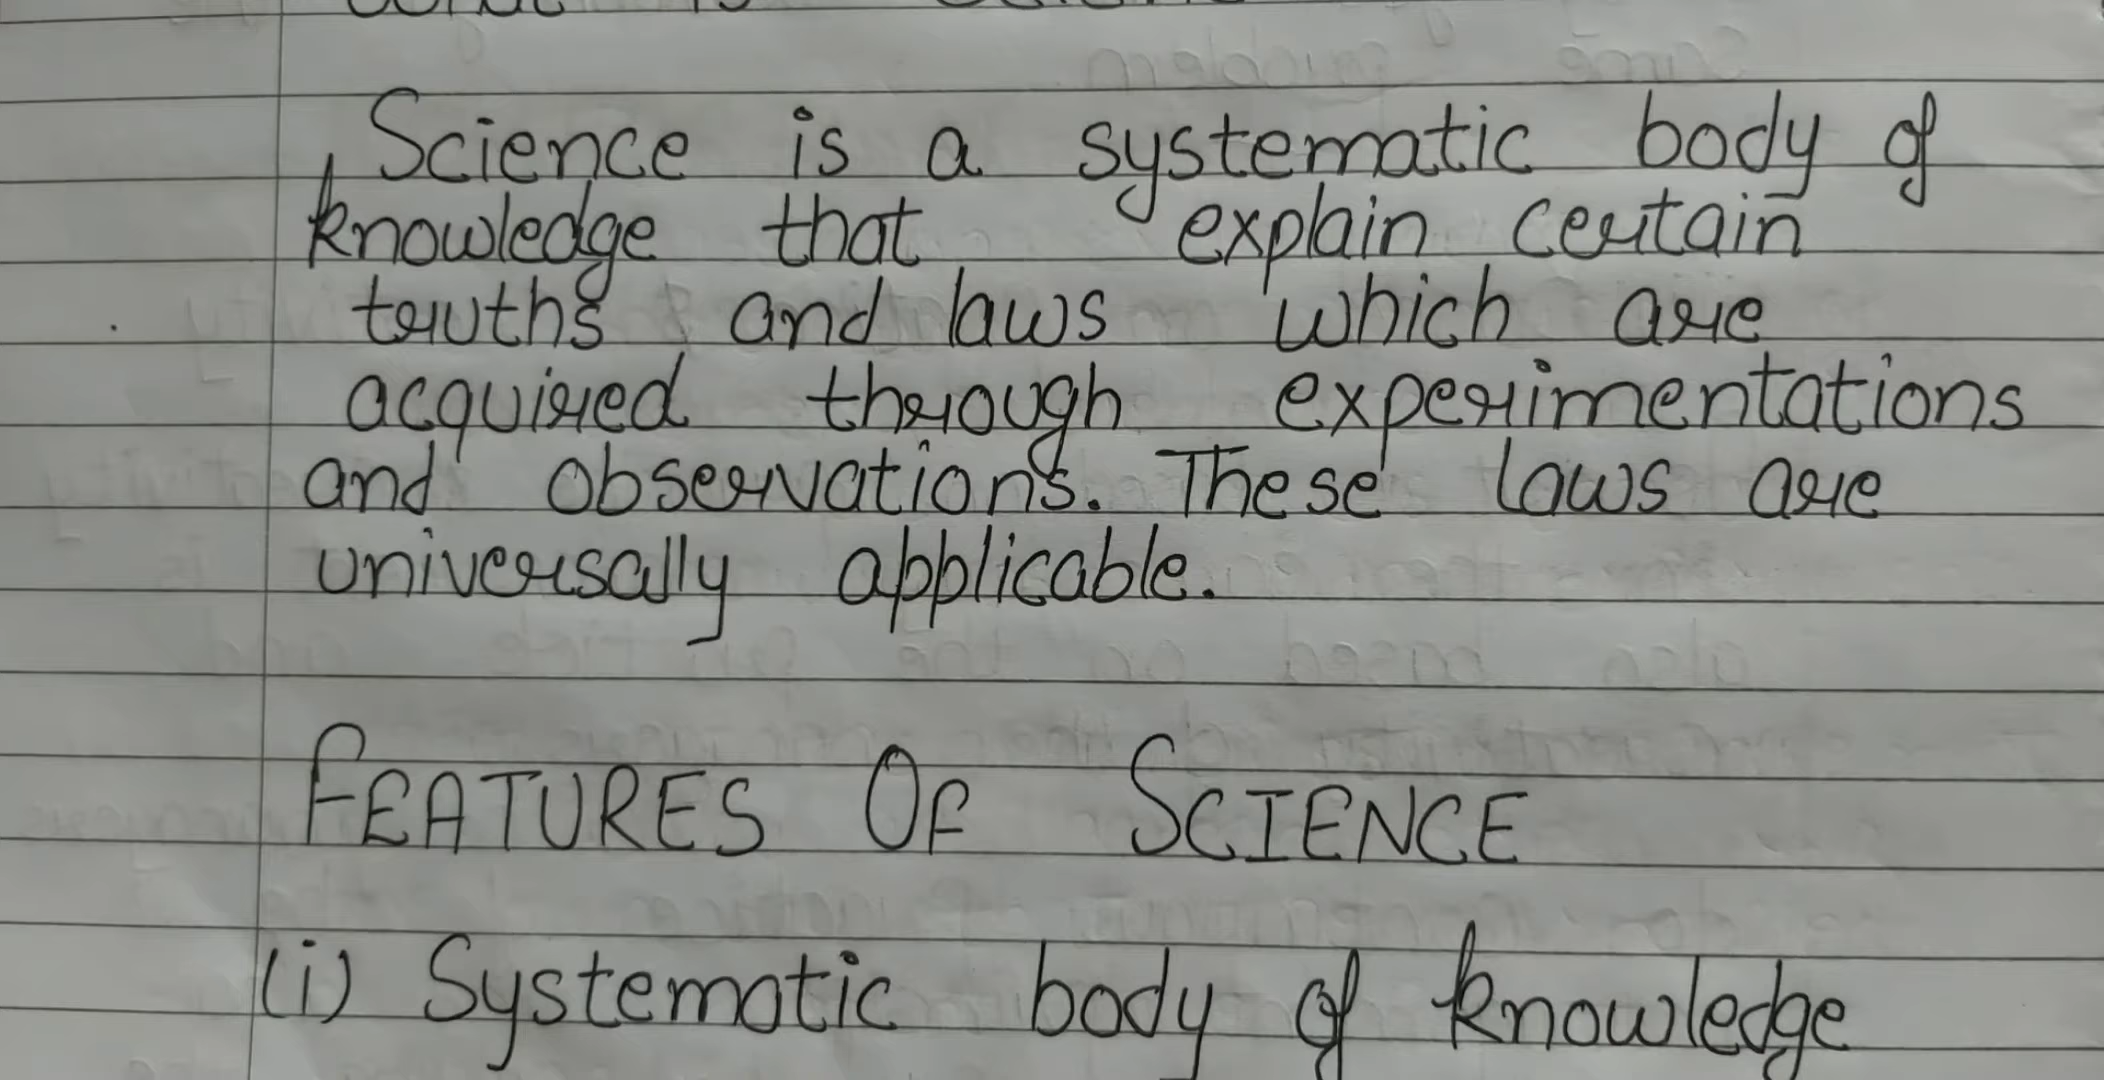 Science is a systematic body of
knowledge that explain certain
truths and laws which are
acquired through experimentations
and observations. These laws are
universally applicable.
FEATURES OF SCIENCE
(i) Systematic body of knowledge